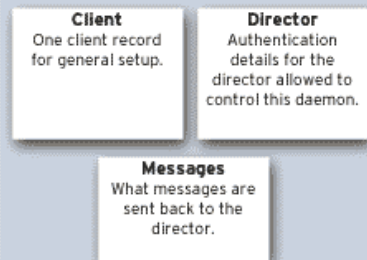 Client
One client record
for general setup.
Director
Authentication
details for the
director allowed to
control this daemon.
Messages
What messages are
sent back to the
director.